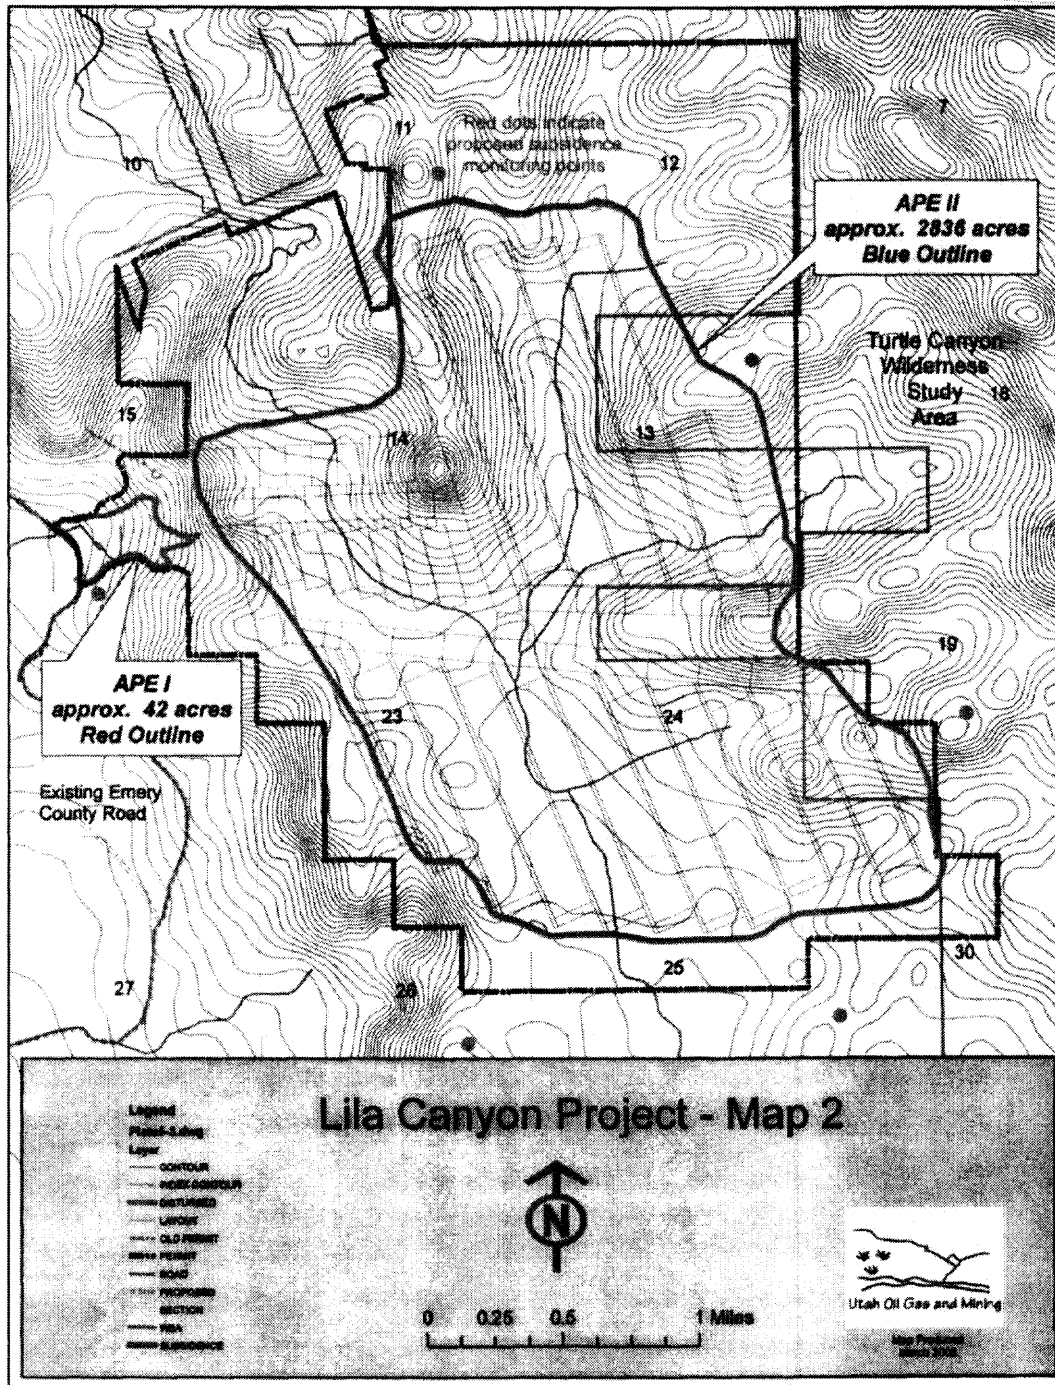 7
11
Red dots indicate
proposed subsidence
monitoring points
10
12
APE II
approx. 2836 acres
Blue Outline
Turtle Canyon
Wilderness
Study
Area
18
15
14
13
19
APE I
approx. 42 acres
Red Outline
23
24
Existing Emery
County Road
25
30
27
26
Lila Canyon Project - Map 2
Legend
Layer
CONTOUR
INDEX CONTOUR
DISTURBED
LAYOUT
OLD PERMIT
PERMIT
ROAD
PROPOSED
SECTION
WSA
SUBSIDENCE
N
0 0.25 0.5 1 Miles
Utah Oil Gas and Mining
Map Produced